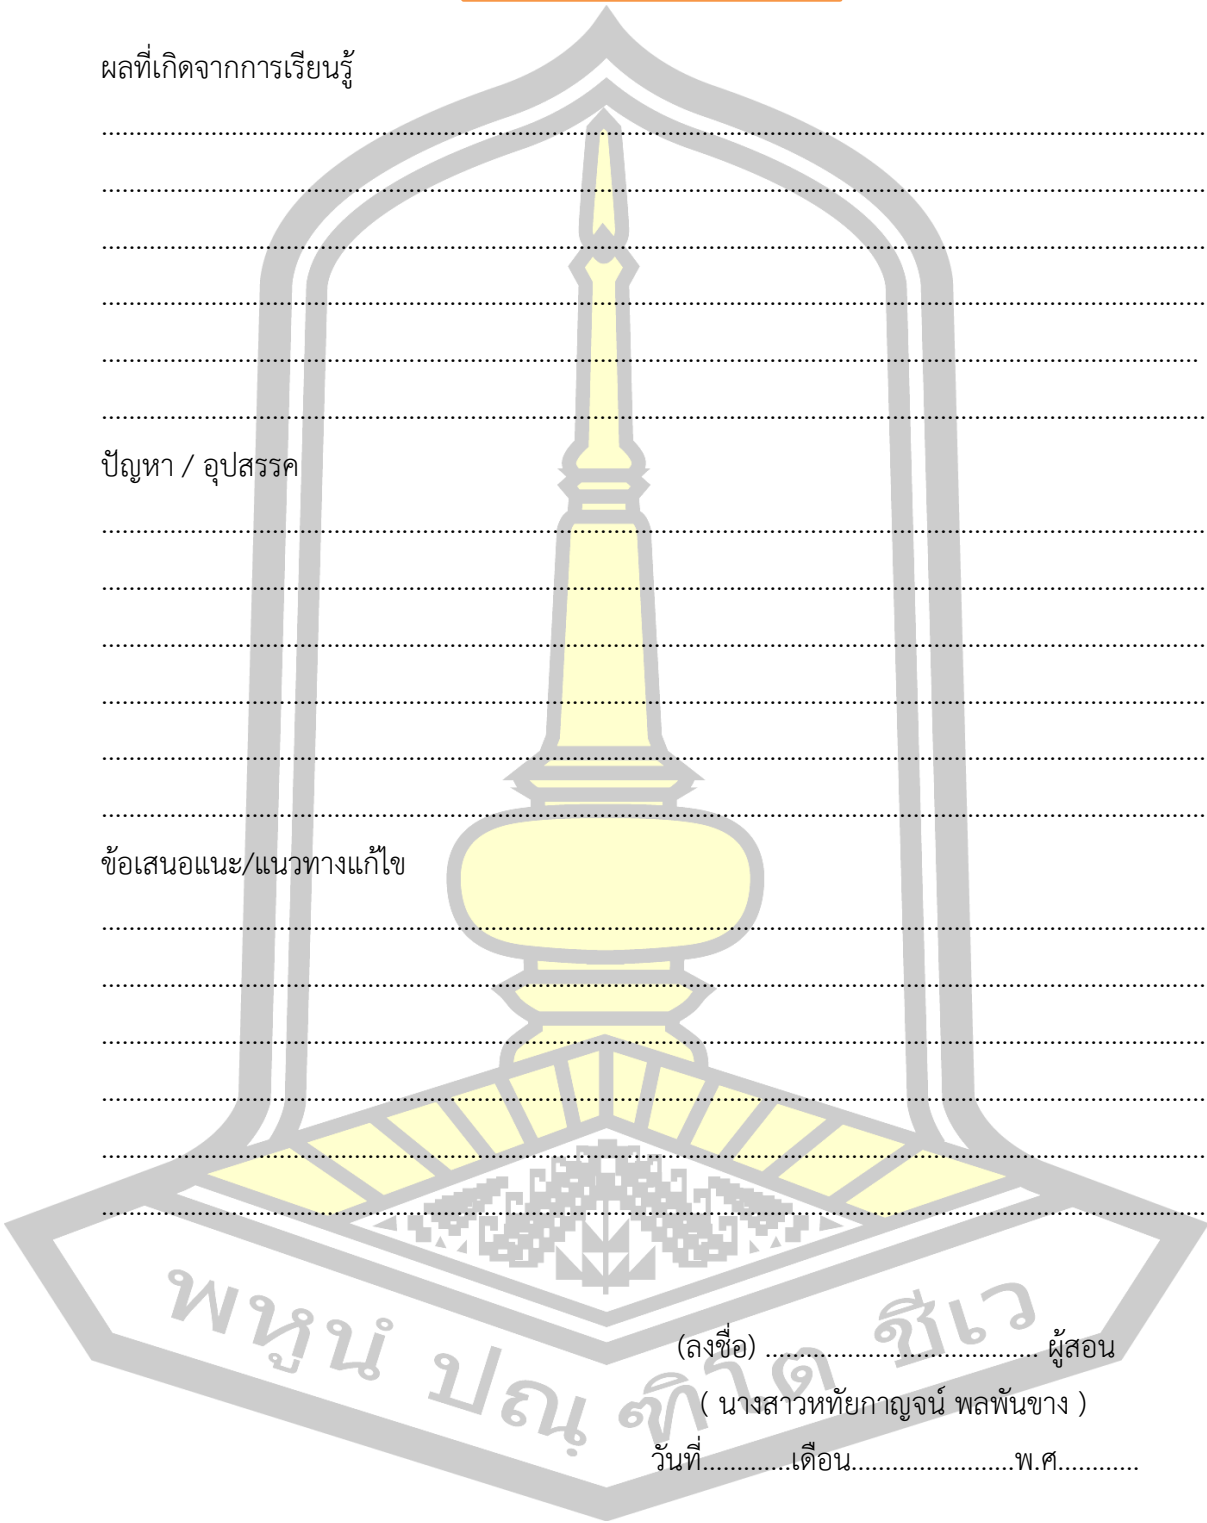 ผลที่เกิดจากการเรียนรู้
................................................................................................................................................................
................................................................................................................................................................
................................................................................................................................................................
................................................................................................................................................................
...............................................................................................................................................................
................................................................................................................................................................
ปัญหา / อุปสรรค
................................................................................................................................................................
................................................................................................................................................................
................................................................................................................................................................
................................................................................................................................................................
................................................................................................................................................................
................................................................................................................................................................
ข้อเสนอแนะ/แนวทางแก้ไข
................................................................................................................................................................
................................................................................................................................................................
................................................................................................................................................................
................................................................................................................................................................
................................................................................................................................................................
................................................................................................................................................................
พหูนํ ปณฺฑิโต ชีเว
(ลงชื่อ) ........................................ ผู้สอน
( นางสาวหทัยกาญจน์ พลพันขาง )
วันที่.............เดือน........................พ.ศ............